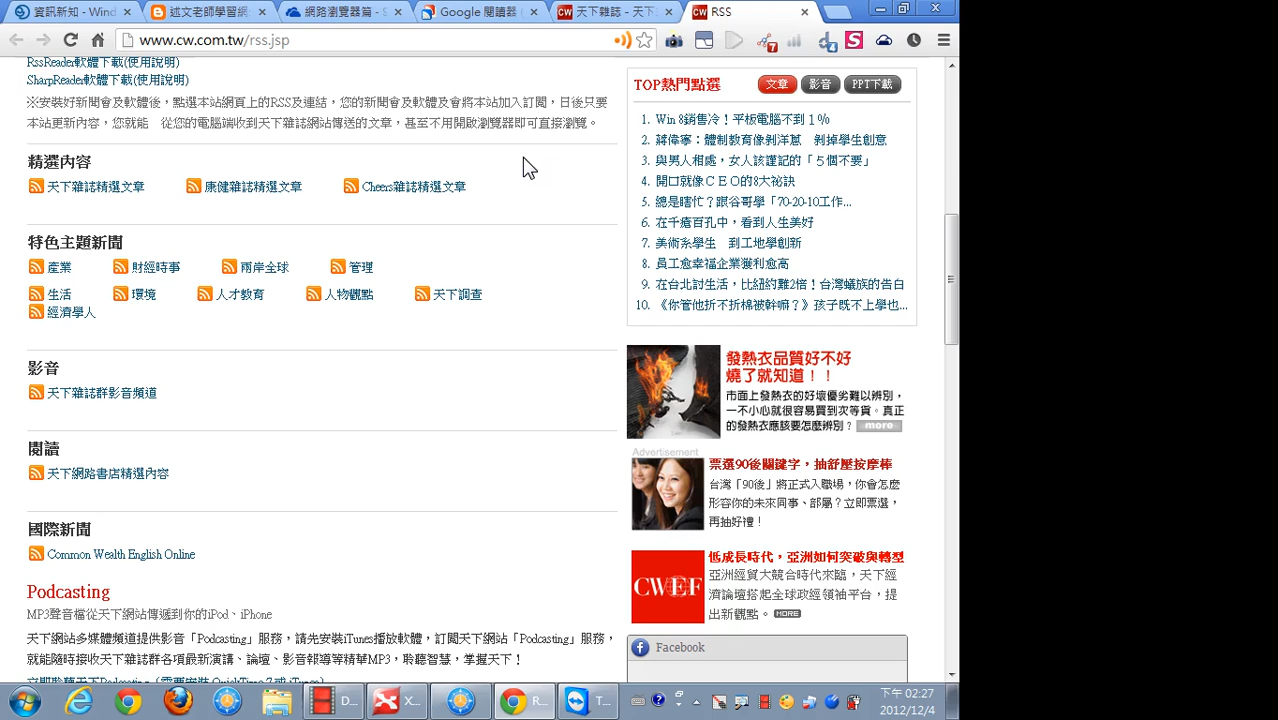 資訊新知 - Wind
述文老師學習網
網路瀏覽器篇 - S
Google 閱讀器 (
天下雜誌 - 天下
RSS
www.cw.com.tw/rss.jsp
RssReader軟體下載(使用說明)
SharpReader軟體下載(使用說明)
※安裝好新聞會及軟體後，點選本站網頁上的RSS及連結，您的新聞會及軟體及會將本站加入訂閱，日後只要
本站更新內容，您就能　從您的電腦端收到天下雜誌網站傳送的文章，甚至不用開啟瀏覽器即可直接瀏覽。
精選內容
天下雜誌精選文章
康健雜誌精選文章
Cheers雜誌精選文章
特色主題新聞
產業
財經時事
兩岸全球
管理
生活
環境
人才教育
人物觀點
天下調查
經濟學人
影音
天下雜誌群影音頻道
閱讀
天下網路書店精選內容
國際新聞
Common Wealth English Online
Podcasting
MP3聲音檔從天下網站傳遞到你的iPod、iPhone
天下網站多媒體頻道提供影音「Podcasting」服務，請先安裝iTunes播放軟體，訂閱天下網站「Podcasting」服務，
就能隨時接收天下雜誌群各項最新演講、論壇、影音報導等精華MP3，聆聽智慧，掌握天下！
立即聆聽天下Podcasting（需要安裝 QuickTime 7 或 iTunes）
TOP熱門點選
文章
影音
PPT下載
1. Win 8銷售冷！平板電腦不到１%
2. 蔣偉寧：體制教育像剝洋蔥　剝掉學生創意
3. 與男人相處，女人該謹記的「５個不要」
4. 開口就像ＣＥＯ的8大祕訣
5. 總是瞎忙？跟谷哥學「70-20-10工作...
6. 在千瘡百孔中，看到人生美好
7. 美術系學生　到工地學創新
8. 員工愈幸福企業獲利愈高
9. 在台北討生活，比紐約難2倍！台灣蟻族的告白
10. 《你管他折不折棉被幹嘛？》孩子既不上學也...
發熱衣品質好不好
燒了就知道！！
市面上發熱衣的好壞優劣難以辨別，
一不小心就很容易買到次等貨。真正
的發熱衣應該要怎麼辨別？ more
Advertisement
票選90後關鍵字，抽舒壓按摩棒
台灣「90後」將正式入職場，你會怎麼
形容你的未來同事、部屬？立即票選，
再抽好禮！
CWEF
低成長時代，亞洲如何突破與轉型
亞洲經貿大競合時代來臨，天下經
濟論壇搭起全球政經領袖平台，提
出新觀點。 MORE
Facebook
D...
X...
R...
T...
下午 02:27
2012/12/4